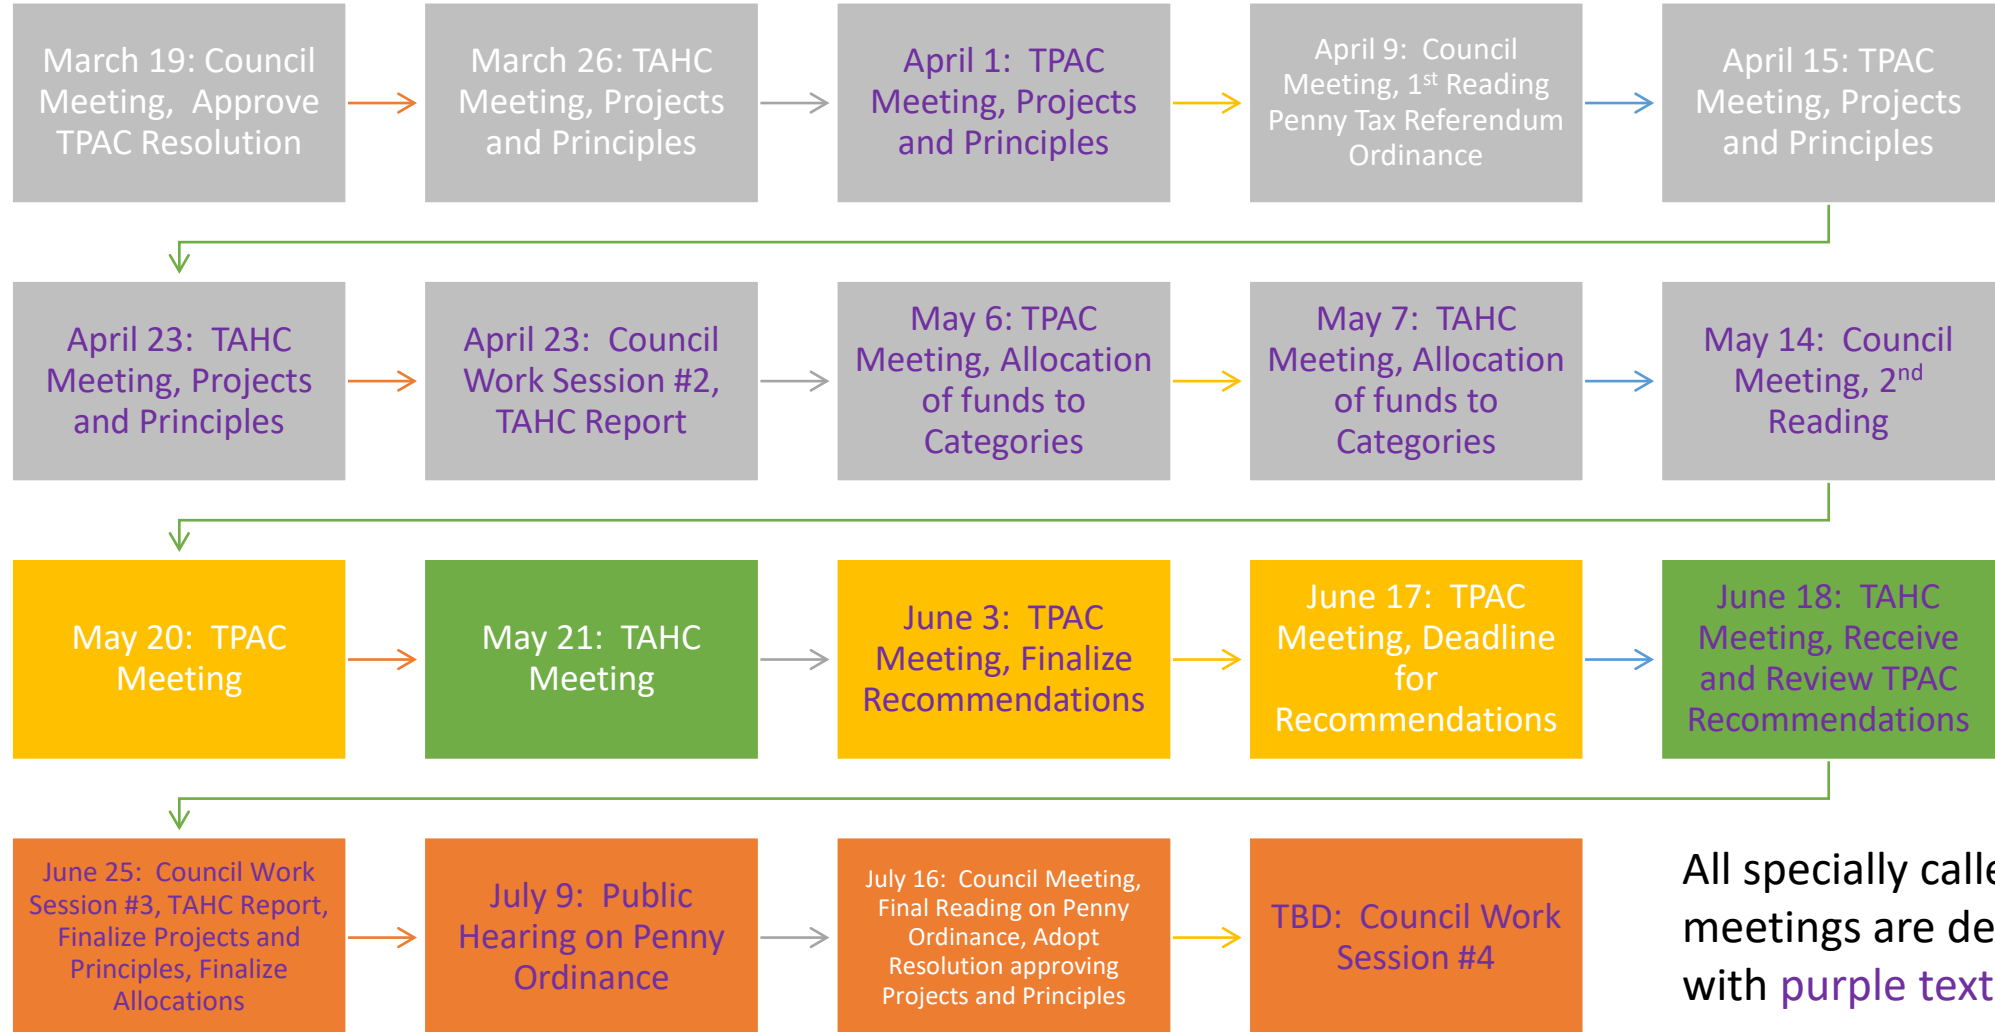 March 19: Council
Meeting, Approve
TPAC Resolution
March 26: TAHC
Meeting, Projects
and Principles
April 1: TPAC
Meeting, Projects
and Principles
April 9: Council
Meeting, 1st Reading
Penny Tax Referendum
Ordinance
April 15: TPAC
Meeting, Projects
and Principles
April 23: TAHC
Meeting, Projects
and Principles
April 23: Council
Work Session #2,
TAHC Report
May 6: TPAC
Meeting, Allocation
of funds to
Categories
May 7: TAHC
Meeting, Allocation
of funds to
Categories
May 14: Council
Meeting, 2nd
Reading
May 20: TPAC
Meeting
May 21: TAHC
Meeting
June 3: TPAC
Meeting, Finalize
Recommendations
June 17: TPAC
Meeting, Deadline
for
Recommendations
June 18: TAHC
Meeting, Receive
and Review TPAC
Recommendations
June 25: Council Work
Session #3, TAHC Report,
Finalize Projects and
Principles, Finalize
Allocations
July 9: Public
Hearing on Penny
Ordinance
July 16: Council Meeting,
Final Reading on Penny
Ordinance, Adopt
Resolution approving
Projects and Principles
TBD: Council Work
Session #4
All specially calle
meetings are de
with purple text